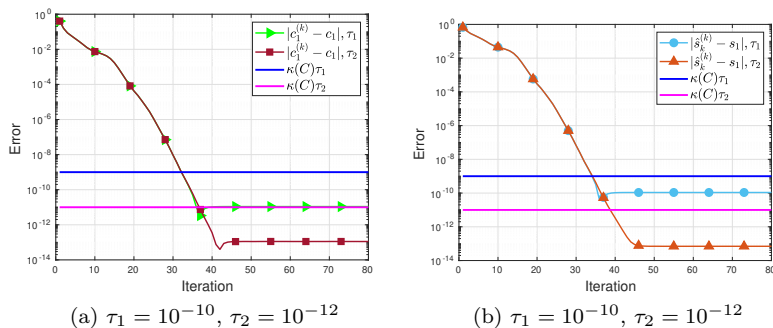 10^0
10^-2
10^-4
10^-6
10^-8
10^-10
10^-12
10^-14
Error
0 10 20 30 40 50 60 70 80
Iteration
|c_1^(k) − c_1|, τ_1
|c_1^(k) − c_1|, τ_2
κ(C)τ_1
κ(C)τ_2
(a) τ_1 = 10^−10, τ_2 = 10^−12
10^0
10^-2
10^-4
10^-6
10^-8
10^-10
10^-12
10^-14
Error
0 10 20 30 40 50 60 70 80
Iteration
|ŝ_k^(k) − s_1|, τ_1
|ŝ_k^(k) − s_1|, τ_2
κ(C)τ_1
κ(C)τ_2
(b) τ_1 = 10^−10, τ_2 = 10^−12